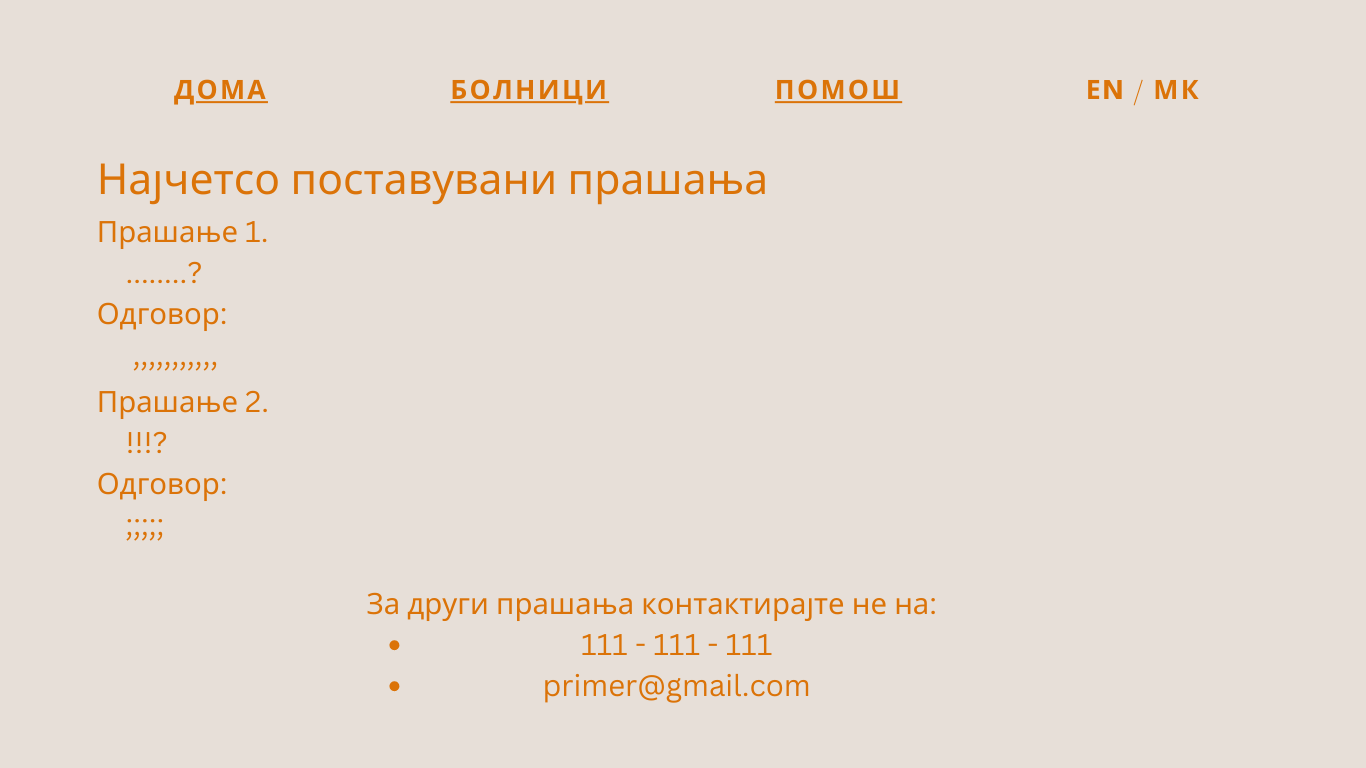 ДОМА БОЛНИЦИ ПОМОШ EN / МК
Најчетсо поставувани прашања
Прашање 1.
........?
Одговор:
,,,,,,,,,,,
Прашање 2.
!!!?
Одговор:
;;;;;
За други прашања контактирајте не на:
• 111 - 111 - 111
• primer@gmail.com